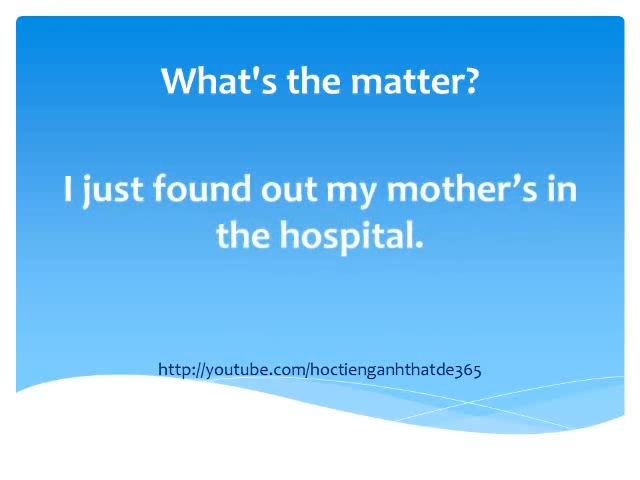 What's the matter?
I just found out my mother’s in
the hospital.
http://youtube.com/hoctienganhthatde365